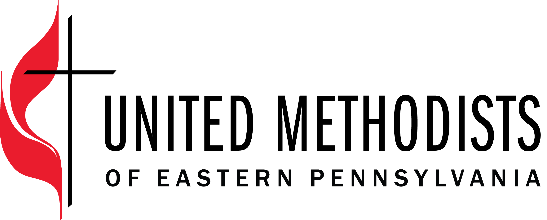 UNITED METHODISTS
OF EASTERN PENNSYLVANIA